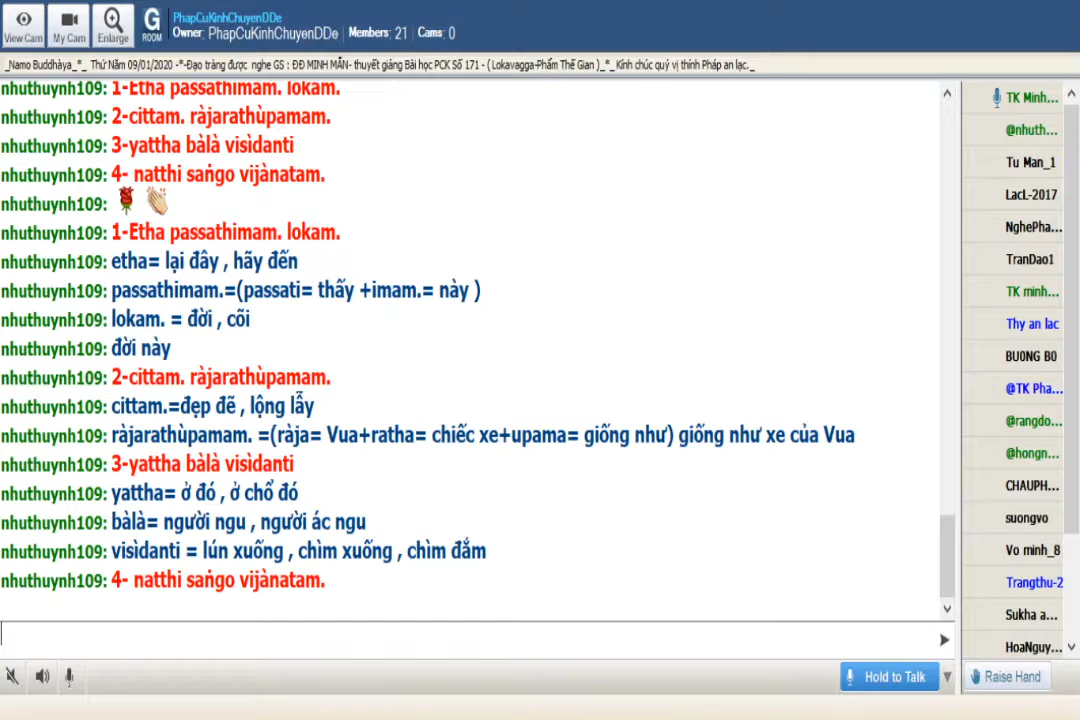 View Cam
My Cam
Enlarge
G
ROOM
PhapCuKinhChuyenDDe
Owner: PhapCuKinhChuyenDDe
Members: 21
Cams: 0
_Namo Buddhàya_*_ Thứ Năm 09/01/2020 -*-Đạo tràng được nghe GS : ĐĐ MINH MẪN- thuyết giảng Bài học PCK Số 171 - ( Lokavagga-Phẩm Thế Gian )_*_Kính chúc quý vị thính Pháp an lạc._
nhuthuynh109: 1-Etha passathimam. lokam.
nhuthuynh109: 2-cittam. ràjarathùpamam.
nhuthuynh109: 3-yattha bàlà visìdanti
nhuthuynh109: 4- natthi saṅgo vijànatam.
nhuthuynh109:
nhuthuynh109: 1-Etha passathimam. lokam.
nhuthuynh109: etha= lại đây , hãy đến
nhuthuynh109: passathimam.=(passati= thấy +imam.= này )
nhuthuynh109: lokam. = đời , cõi
nhuthuynh109: đời này
nhuthuynh109: 2-cittam. ràjarathùpamam.
nhuthuynh109: cittam.=đẹp đẽ , lộng lẫy
nhuthuynh109: ràjarathùpamam. =(ràja= Vua+ratha= chiếc xe+upama= giống như) giống như xe của Vua
nhuthuynh109: 3-yattha bàlà visìdanti
nhuthuynh109: yattha= ở đó , ở chổ đó
nhuthuynh109: bàlà= người ngu , người ác ngu
nhuthuynh109: visìdanti = lún xuống , chìm xuống , chìm đắm
nhuthuynh109: 4- natthi saṅgo vijànatam.
TK Minh...
@nhuth...
Tu Man_1
LacL-2017
NghePha...
TranDao1
TK minh...
Thy an lac
BUONG BO
@TK Pha...
@rangdo...
@hongn...
CHAUPH...
suongvo
Vo minh_8
Trangthu-2
Sukha a...
HoaNguy...
Hold to Talk
Raise Hand